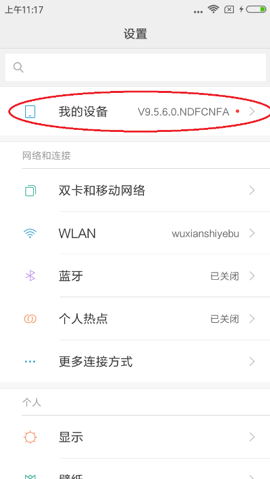 上午11:17
设置
我的设备 V9.5.6.0.NDFCNFA
网络和连接
双卡和移动网络
WLAN wuxianshiyebu
蓝牙 已关闭
个人热点 已关闭
更多连接方式
个人
显示
壁纸